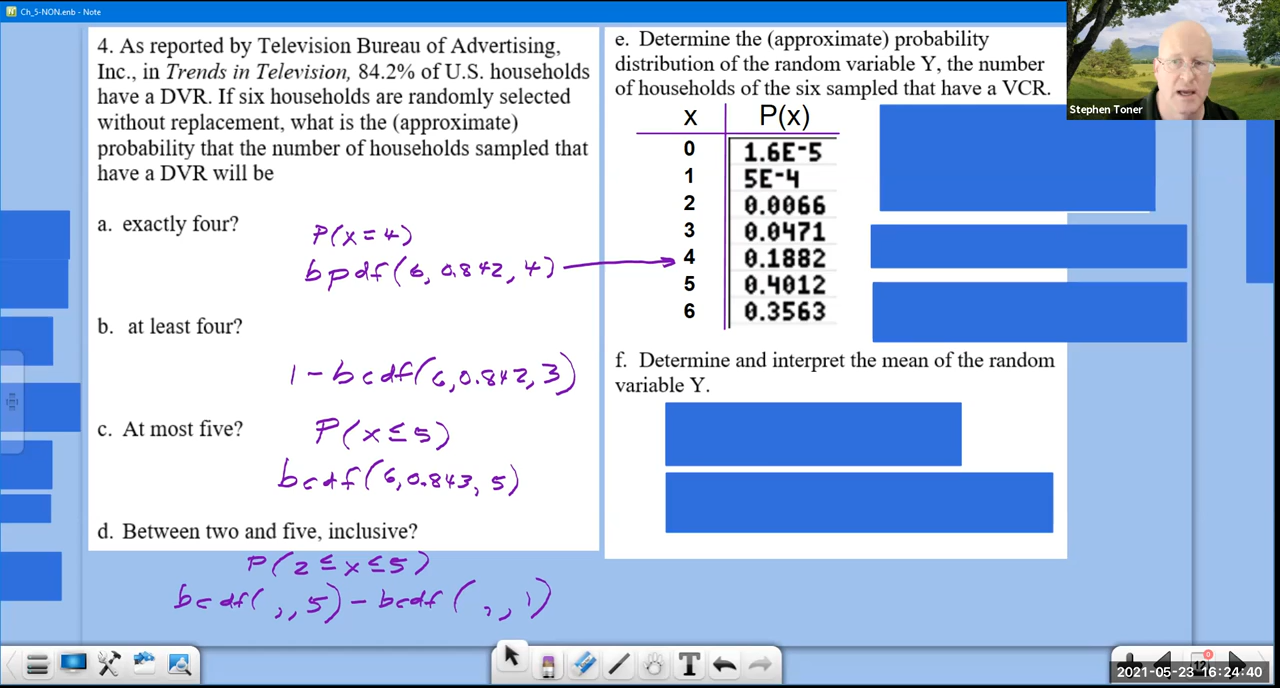 Ch_5-NON.enb - Note
4. As reported by Television Bureau of Advertising,
Inc., in Trends in Television, 84.2% of U.S. households
have a DVR. If six households are randomly selected
without replacement, what is the (approximate)
probability that the number of households sampled that
have a DVR will be
a. exactly four?
P(x=4)
bpdf(6, 0.842, 4)
b. at least four?
1 - bcdf(6, 0.842, 3)
c. At most five?
P(x ≤ 5)
bcdf(6, 0.843, 5)
d. Between two and five, inclusive?
P(2 ≤ x ≤ 5)
bcdf( , , 5) - bcdf( , , 1)
e. Determine the (approximate) probability
distribution of the random variable Y, the number
of households of the six sampled that have a VCR.
x P(x)
0 1.6E-5
1 5E-4
2 0.0066
3 0.0471
4 0.1882
5 0.4012
6 0.3563
f. Determine and interpret the mean of the random
variable Y.
Stephen Toner
T
2021-05-23 16:24:40